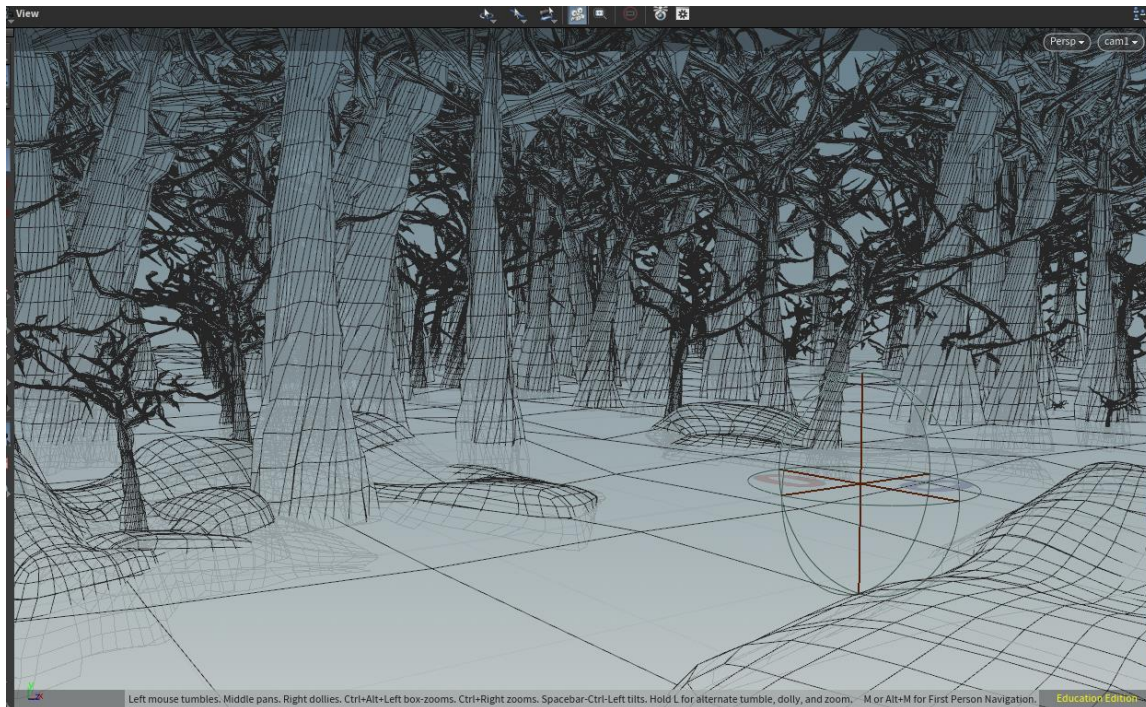 View
Persp
cam1
Left mouse tumbles. Middle pans. Right dollies. Ctrl+Alt+Left box-zooms. Ctrl+Right zooms. Spacebar-Ctrl-Left tilts. Hold L for alternate tumble, dolly, and zoom. M or Alt+M for First Person Navigation.
Education Edition